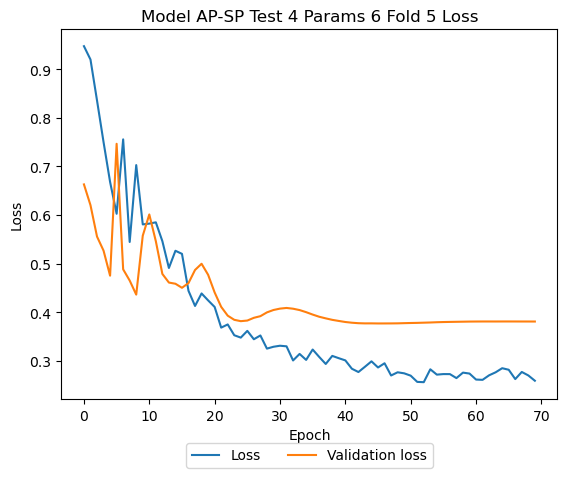 Model AP-SP Test 4 Params 6 Fold 5 Loss
Loss
0.9
0.8
0.7
0.6
0.5
0.4
0.3
0 10 20 30 40 50 60 70
Epoch
Loss Validation loss